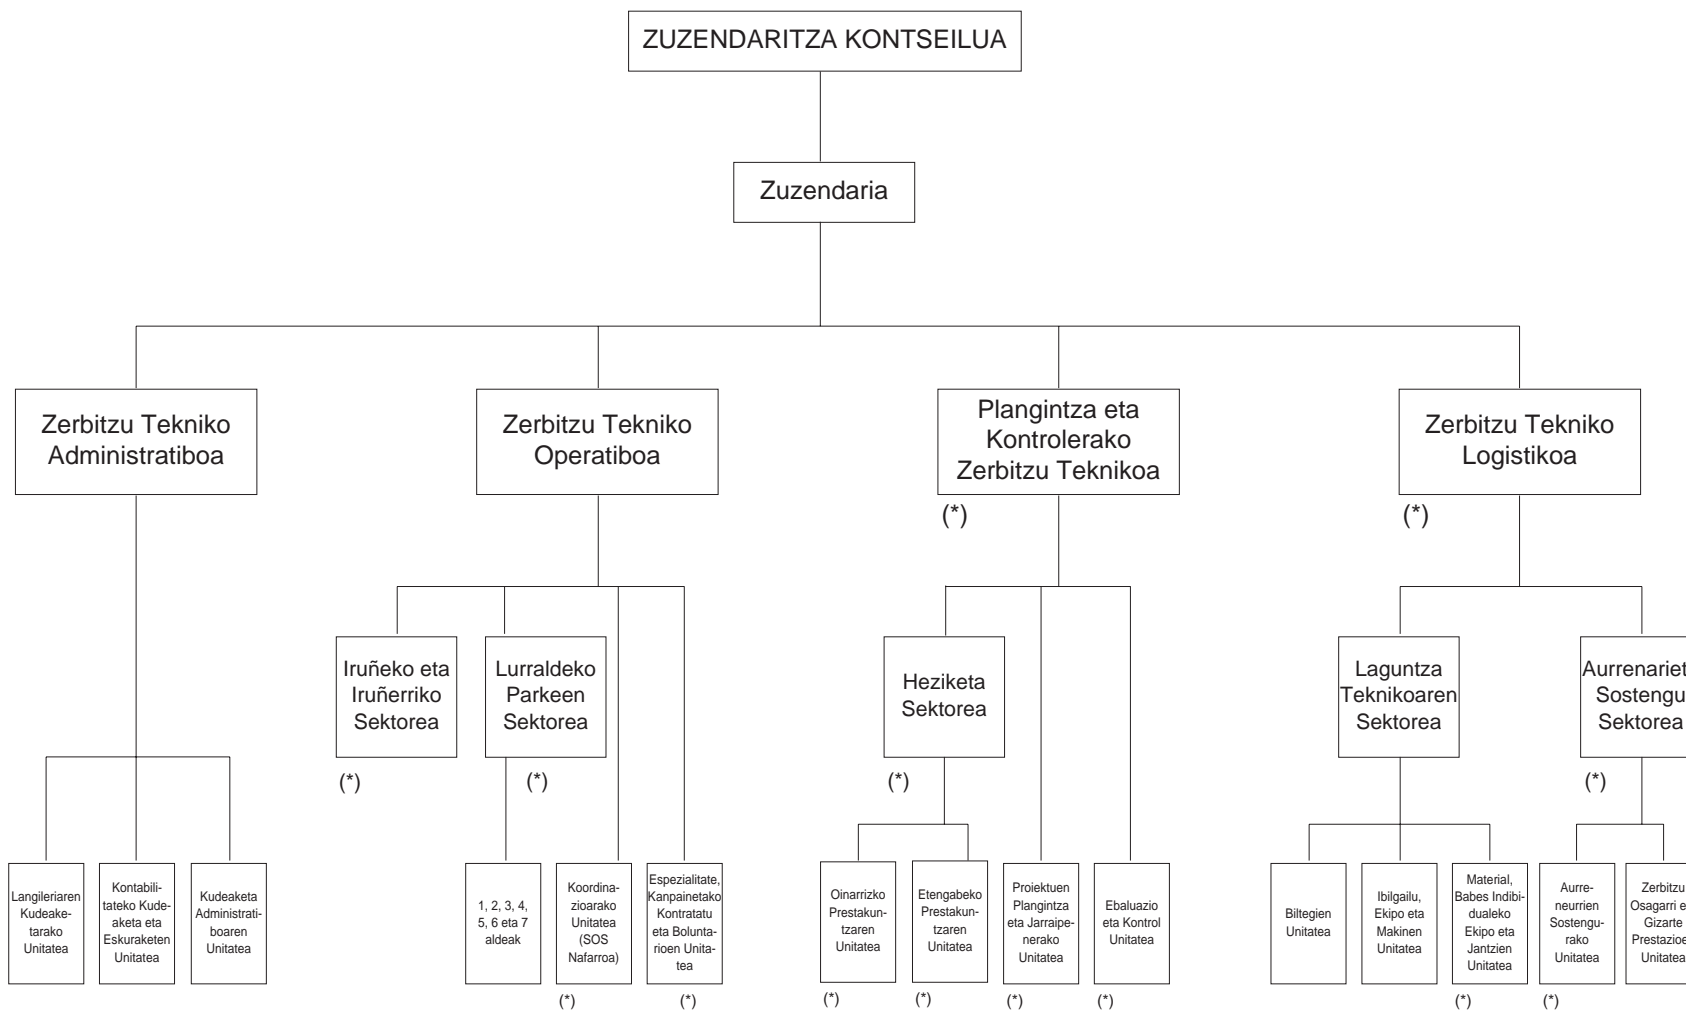 ZUZENDARITZA KONTSEILUA
Zuzendaria
Zerbitzu Tekniko
Administratiboa
Zerbitzu Tekniko
Operatiboa
Plangintza eta
Kontrolerako
Zerbitzu Teknikoa
(*)
Zerbitzu Tekniko
Logistikoa
(*)
Iruñeko eta
Iruñerriko
Sektorea
(*)
Lurraldeko
Parkeen
Sektorea
(*)
Heziketa
Sektorea
(*)
Laguntza
Teknikoaren
Sektorea
Sostengu
Sektorea
(*)
Langileriaren
Kudeake-
tarako
Unitatea
Kontabili-
tateko Kude-
aketa eta
Eskuraketen
Unitatea
Kudeaketa
Administrati-
boaren
Unitatea
1, 2, 3, 4,
5, 6 eta 7
aldeak
Koordina-
zioarako
Unitatea
(SOS
Nafarroa)
(*)
Espezialitate,
Kanpainetako
Kontratatu
eta Bolunta-
rioen Unita-
tea
(*)
Oinarrizko
Prestakun-
tzaren
Unitatea
(*)
Etengabeko
Prestakun-
tzaren
Unitatea
(*)
Proiektuen
Plangintza
eta Jarraipe-
nerako
Unitatea
(*)
Ebaluazio
eta Kontrol
Unitatea
(*)
Biltegien
Unitatea
Ibilgailu,
Ekipo eta
Makinen
Unitatea
Material,
Babes Indibi-
dualeko
Ekipo eta
Jantzien
Unitatea
(*)
Aurre-
neurrien
Sostengu-
rako
Unitatea
(*)
Zerbitzu
Osagarri
Gizarte
Unitatea